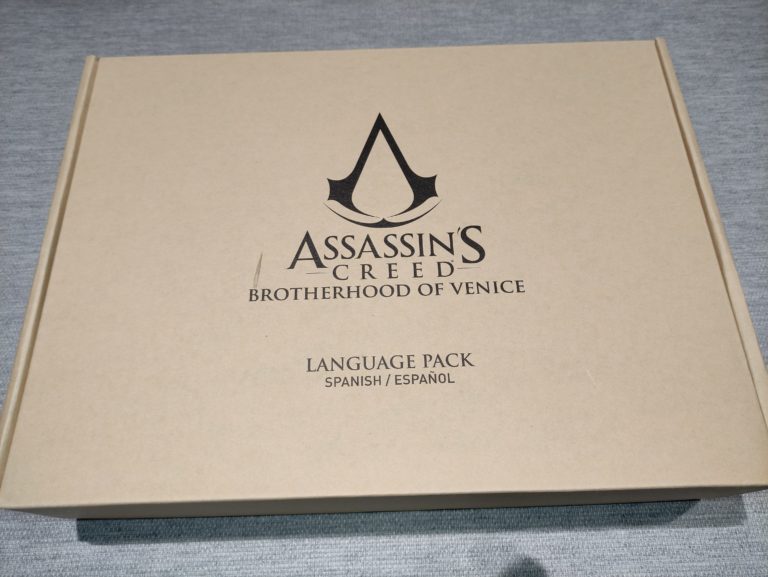 ASSASSIN'S
CREED
BROTHERHOOD OF VENICE
LANGUAGE PACK
SPANISH / ESPAÑOL